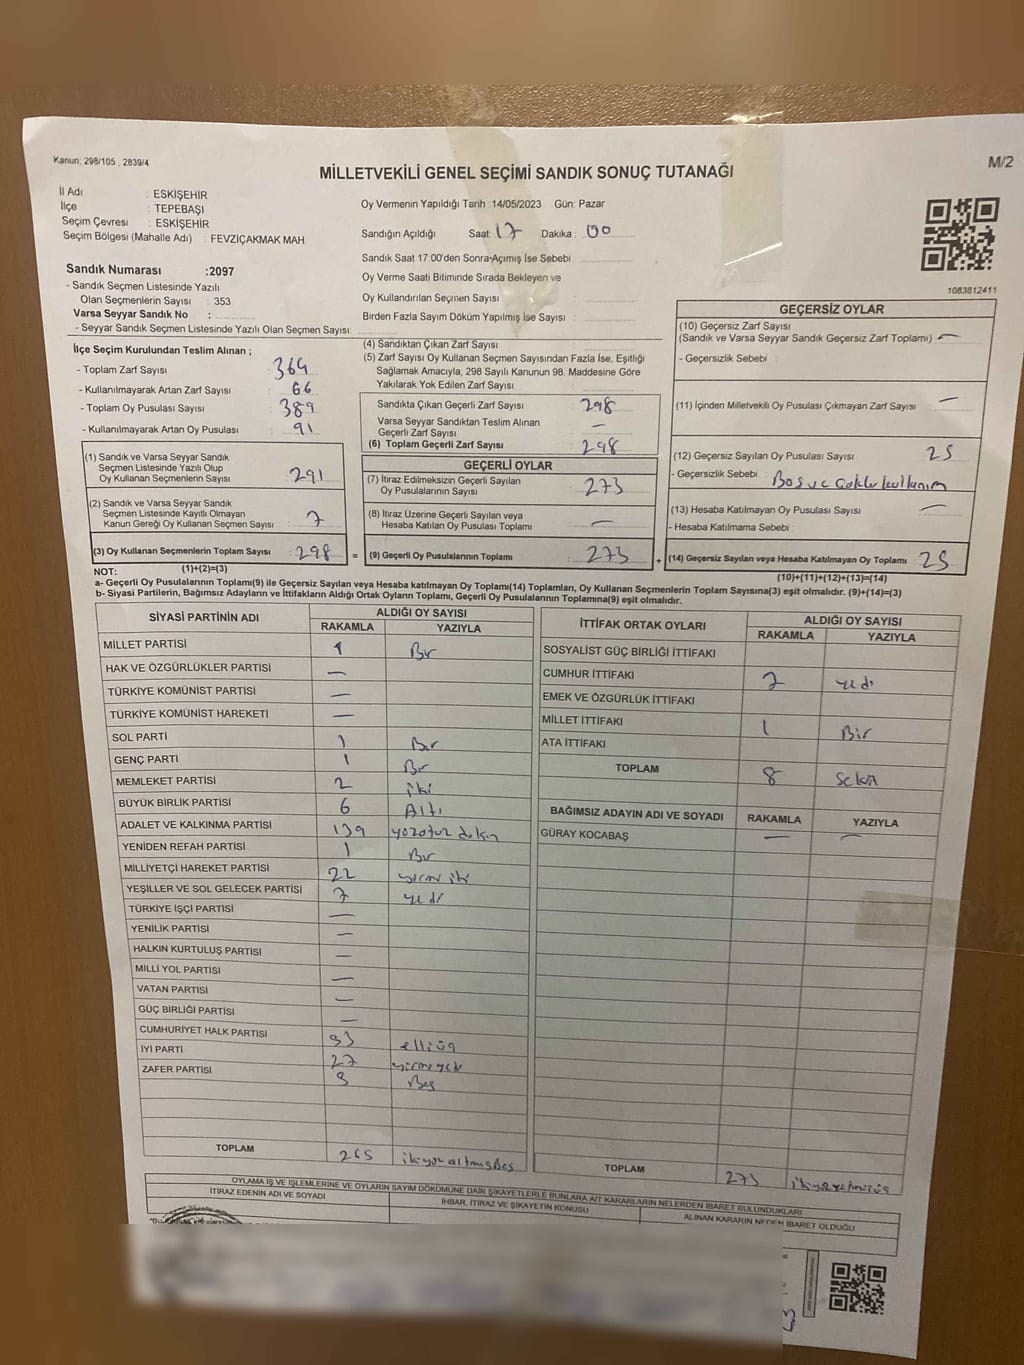 Kanun: 298/105 , 2839/4
M/2
MİLLETVEKİLİ GENEL SEÇİMİ SANDIK SONUÇ TUTANAĞI
İl Adı : ESKİŞEHİR
İlçe : TEPEBAŞI
Seçim Çevresi : ESKİŞEHİR
Seçim Bölgesi (Mahalle Adı) : FEVZİÇAKMAK MAH.
Sandık Numarası :2097
- Sandık Seçmen Listesinde Yazılı
Olan Seçmenlerin Sayısı : 353
Varsa Seyyar Sandık No :
- Seyyar Sandık Seçmen Listesinde Yazılı Olan Seçmen Sayısı:
Oy Vermenin Yapıldığı Tarih :14/05/2023 Gün: Pazar
Sandığın Açıldığı Saat: 17 Dakika : 00
Sandık Saat 17:00'den Sonra Açımış İse Sebebi :
Oy Verme Saati Bitiminde Sırada Bekleyen ve
Oy Kullandırılan Seçmen Sayısı :
Birden Fazla Sayım Döküm Yapılmış İse Sayısı :
1083812411
İlçe Seçim Kurulundan Teslim Alınan ;
- Toplam Zarf Sayısı : 364
- Kullanılmayarak Artan Zarf Sayısı : 66
- Toplam Oy Pusulası Sayısı : 389
- Kullanılmayarak Artan Oy Pusulası : 91
(4) Sandıktan Çıkan Zarf Sayısı :
(5) Zarf Sayısı Oy Kullanan Seçmen Sayısından Fazla İse, Eşitliği
Sağlamak Amacıyla, 298 Sayılı Kanunun 98. Maddesine Göre
Yakılarak Yok Edilen Zarf Sayısı :
Sandıkta Çıkan Geçerli Zarf Sayısı : 298
Varsa Seyyar Sandıktan Teslim Alınan
Geçerli Zarf Sayısı : —
(6) Toplam Geçerli Zarf Sayısı : 298
GEÇERSİZ OYLAR
(10) Geçersiz Zarf Sayısı
(Sandık ve Varsa Seyyar Sandık Geçersiz Zarf Toplamı) : —
- Geçersizlik Sebebi :
(11) İçinden Milletvekili Oy Pusulası Çıkmayan Zarf Sayısı : —
(12) Geçersiz Sayılan Oy Pusulası Sayısı : 25
- Geçersizlik Sebebi : Boş ve
(13) Hesaba Katılmayan Oy Pusulası Sayısı : —
- Hesaba Katılmama Sebebi :
(1) Sandık ve Varsa Seyyar Sandık
Seçmen Listesinde Yazılı Olup
Oy Kullanan Seçmenlerin Sayısı : 291
(2) Sandık ve Varsa Seyyar Sandık
Seçmen Listesinde Kayıtlı Olmayan
Kanun Gereği Oy Kullanan Seçmen Sayısı : 7
(3) Oy Kullanan Seçmenlerin Toplam Sayısı : 298
(1)+(2)=(3)
GEÇERLİ OYLAR
(7) İtiraz Edilmeksizin Geçerli Sayılan
Oy Pusulalarının Sayısı : 273
(8) İtiraz Üzerine Geçerli Sayılan veya
Hesaba Katılan Oy Pusulası Toplamı : —
= (9) Geçerli Oy Pusulalarının Toplamı : 273
+ (14) Geçersiz Sayılan veya Hesaba Katılmayan Oy Toplamı : 25
(10)+(11)+(12)+(13)=(14)
NOT:
a- Geçerli Oy Pusulalarının Toplamı(9) ile Geçersiz Sayılan veya Hesaba katılmayan Oy Toplamı(14) Toplamları, Oy Kullanan Seçmenlerin Toplam Sayısına(3) eşit olmalıdır. (9)+(14)=(3)
b- Siyasi Partilerin, Bağımsız Adayların ve İttifakların Aldığı Ortak Oyların Toplamı, Geçerli Oy Pusulalarının Toplamına(9) eşit olmalıdır.
SİYASİ PARTİNİN ADI ALDIĞI OY SAYISI
RAKAMLA YAZIYLA
MİLLET PARTİSİ 1 Bir
HAK VE ÖZGÜRLÜKLER PARTİSİ —
TÜRKİYE KOMÜNİST PARTİSİ —
TÜRKİYE KOMÜNİST HAREKETİ —
SOL PARTİ 1 Bir
GENÇ PARTİ 1 Bir
MEMLEKET PARTİSİ 2 iki
BÜYÜK BİRLİK PARTİSİ 6 Altı
ADALET VE KALKINMA PARTİSİ 139 yüzotuz dokuz
YENİDEN REFAH PARTİSİ 1 Bir
MİLLİYETÇİ HAREKET PARTİSİ 22 yirmi iki
YEŞİLLER VE SOL GELECEK PARTİSİ 7 yedi
TÜRKİYE İŞÇİ PARTİSİ —
YENİLİK PARTİSİ —
HALKIN KURTULUŞ PARTİSİ —
MİLLİ YOL PARTİSİ —
VATAN PARTİSİ —
GÜÇ BİRLİĞİ PARTİSİ —
CUMHURİYET HALK PARTİSİ 53 elliüç
İYİ PARTİ 27 yirmiyedi
ZAFER PARTİSİ 5 Beş
TOPLAM 265 ikiyüzaltmışbeş
İTTİFAK ORTAK OYLARI ALDIĞI OY SAYISI
RAKAMLA YAZIYLA
SOSYALİST GÜÇ BİRLİĞİ İTTİFAKI
CUMHUR İTTİFAKI 7 yedi
EMEK VE ÖZGÜRLÜK İTTİFAKI
MİLLET İTTİFAKI 1 Bir
ATA İTTİFAKI
TOPLAM 8 Sekiz
BAĞIMSIZ ADAYIN ADI VE SOYADI RAKAMLA YAZIYLA
GÜRAY KOCABAŞ — —
TOPLAM 273 ikiyüzyetmişüç
OYLAMA İŞ VE İŞLEMLERİNE VE OYLARIN SAYIM DÖKÜMÜNE DAİR ŞİKAYETLERLE BUNLARA AİT KARARLARIN NELERDEN İBARET BULUNDUKLARI
İTİRAZ EDENİN ADI VE SOYADI
İHBAR, İTİRAZ VE ŞİKAYETİN KONUSU
ALINAN KARARIN NEDEN İBARET OLDUĞU